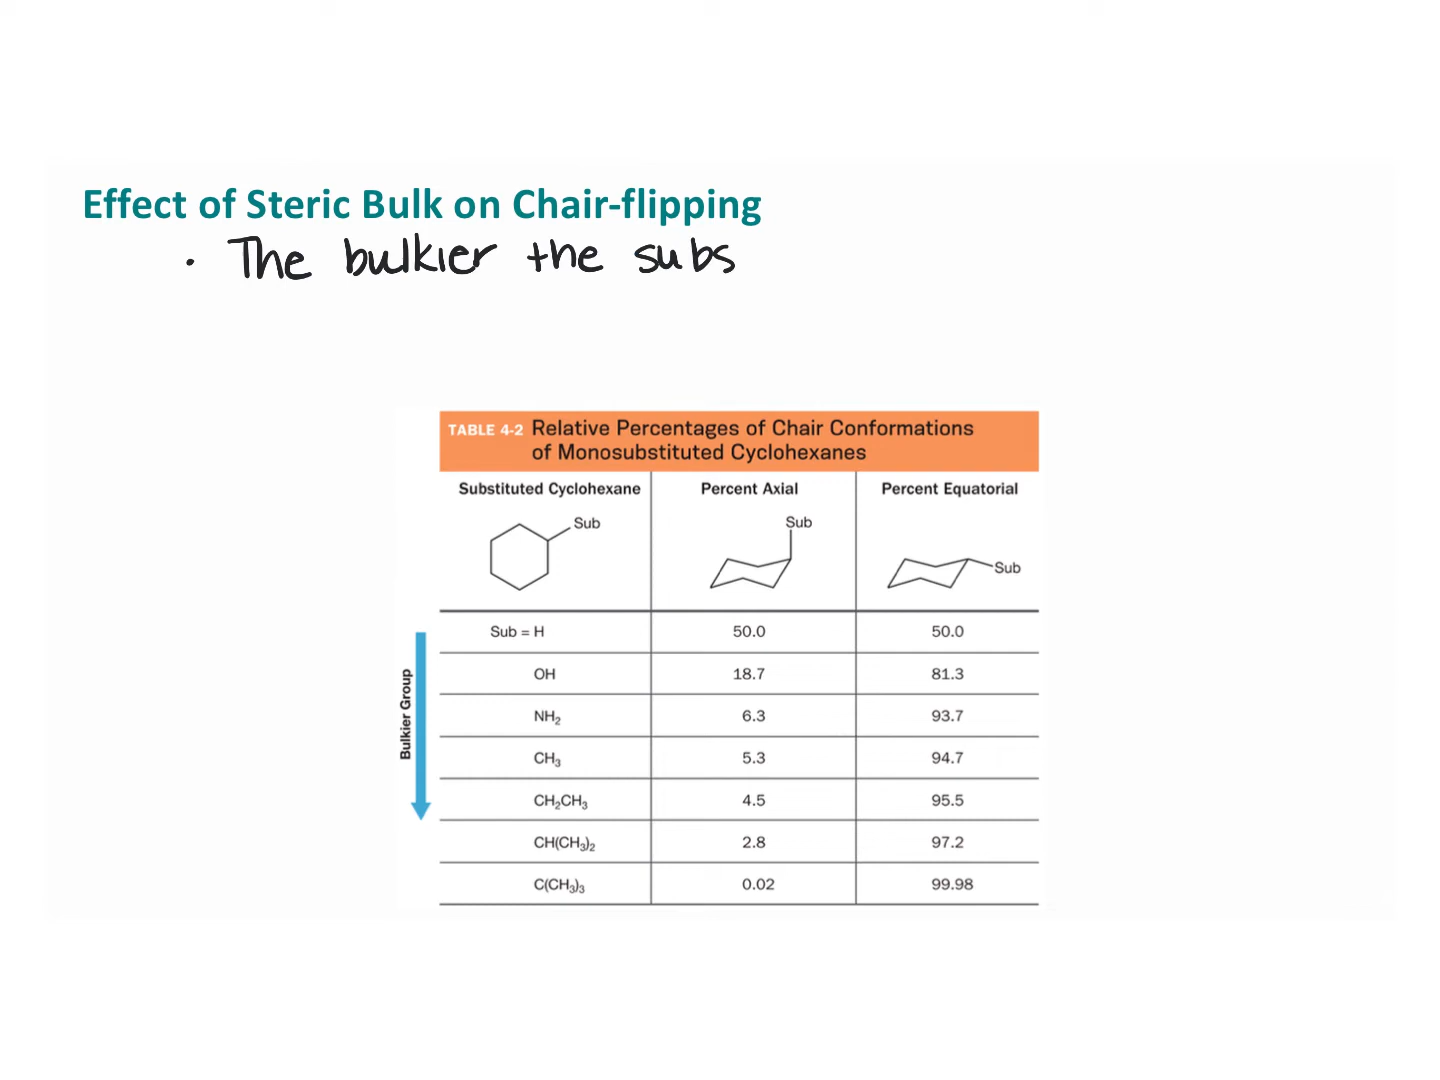 Effect of Steric Bulk on Chair-flipping
· The bulkier the subs
TABLE 4-2 Relative Percentages of Chair Conformations
of Monosubstituted Cyclohexanes
Substituted Cyclohexane Percent Axial Percent Equatorial
Sub Sub Sub
Bulkier Group
Sub = H 50.0 50.0
OH 18.7 81.3
NH₂ 6.3 93.7
CH₃ 5.3 94.7
CH₂CH₃ 4.5 95.5
CH(CH₃)₂ 2.8 97.2
C(CH₃)₃ 0.02 99.98